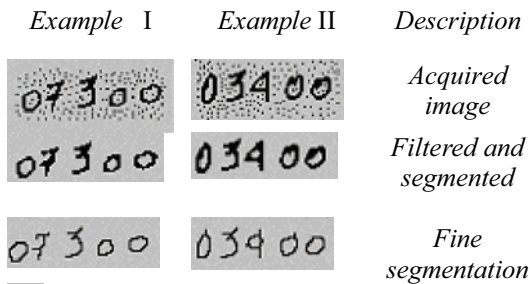 Example I Example II Description
07300 03400 Acquired image
07300 03400 Filtered and segmented
07300 03400 Fine segmentation